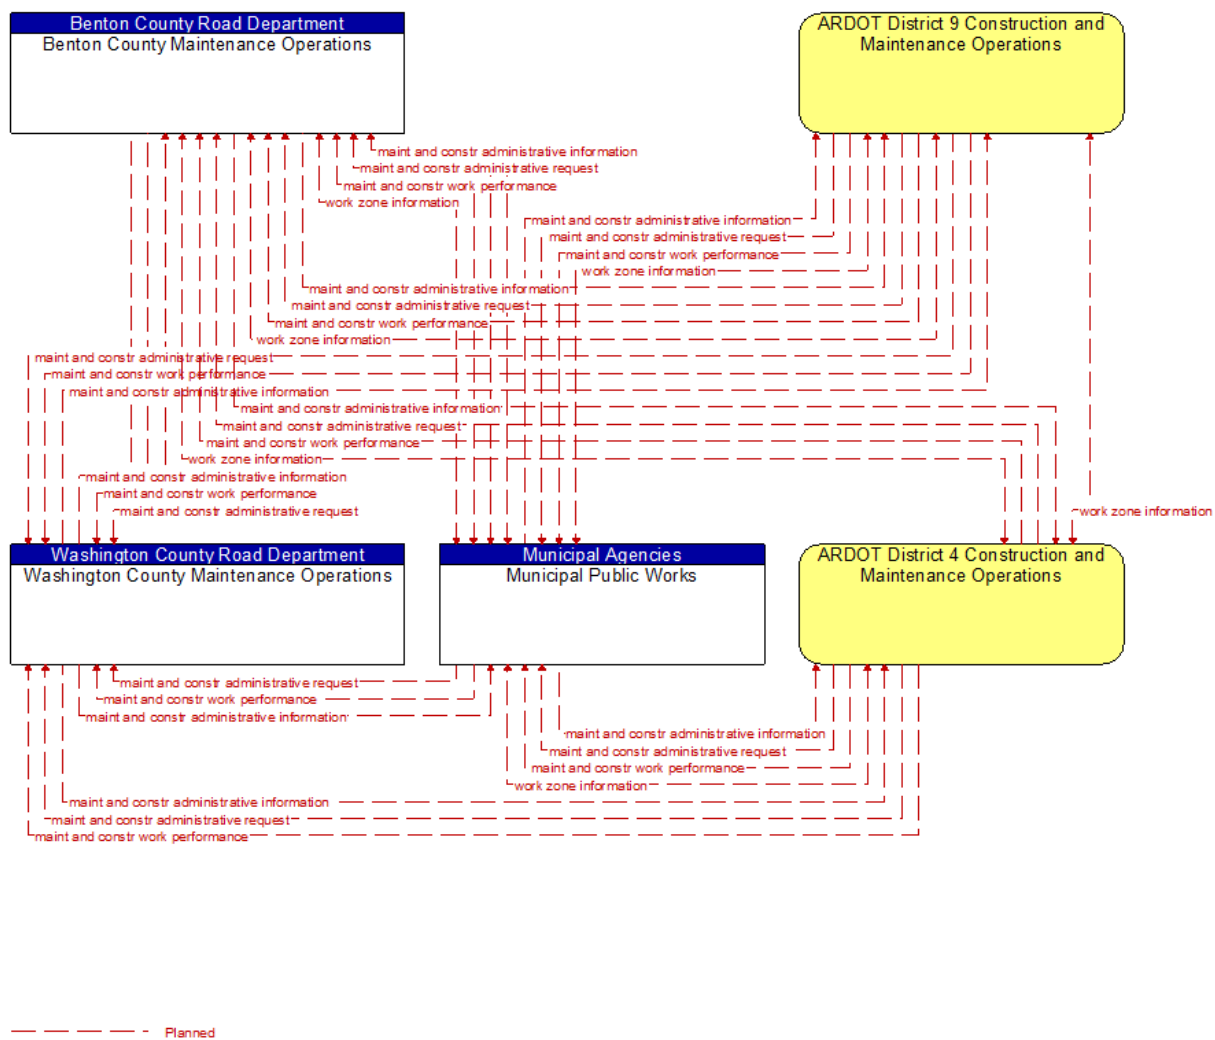 Benton County Road Department
Benton County Maintenance Operations
ARDOT District 9 Construction and
Maintenance Operations
maint and constr administrative information
maint and constr administrative request
maint and constr work performance
work zone information
maint and constr administrative information
maint and constr administrative request
maint and constr work performance
work zone information
maint and constr administrative information
maint and constr administrative request
maint and constr work performance
work zone information
maint and constr administrative request
maint and constr work performance
maint and constr administrative information
maint and constr administrative information
maint and constr administrative request
maint and constr work performance
work zone information
maint and constr administrative information
maint and constr work performance
maint and constr administrative request
work zone information
Washington County Road Department
Washington County Maintenance Operations
Municipal Agencies
Municipal Public Works
ARDOT District 4 Construction and
Maintenance Operations
maint and constr administrative request
maint and constr work performance
maint and constr administrative information
maint and constr administrative information
maint and constr administrative request
maint and constr work performance
work zone information
maint and constr administrative information
maint and constr administrative request
maint and constr work performance
Planned